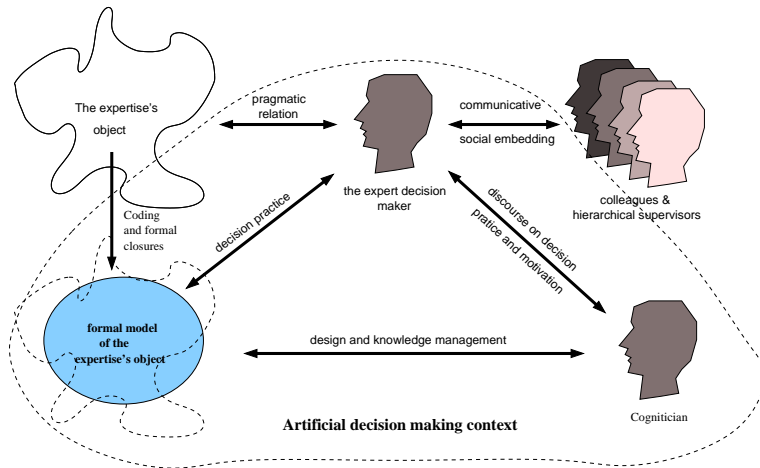 The expertise's
object
pragmatic
relation
communicative
social embedding
the expert decision
maker
colleagues &
hierarchical supervisors
Coding
and formal
closures
decision practice
discourse on decision
pratice and motivation
formal model
of the
expertise's object
design and knowledge management
Cognitician
Artificial decision making context